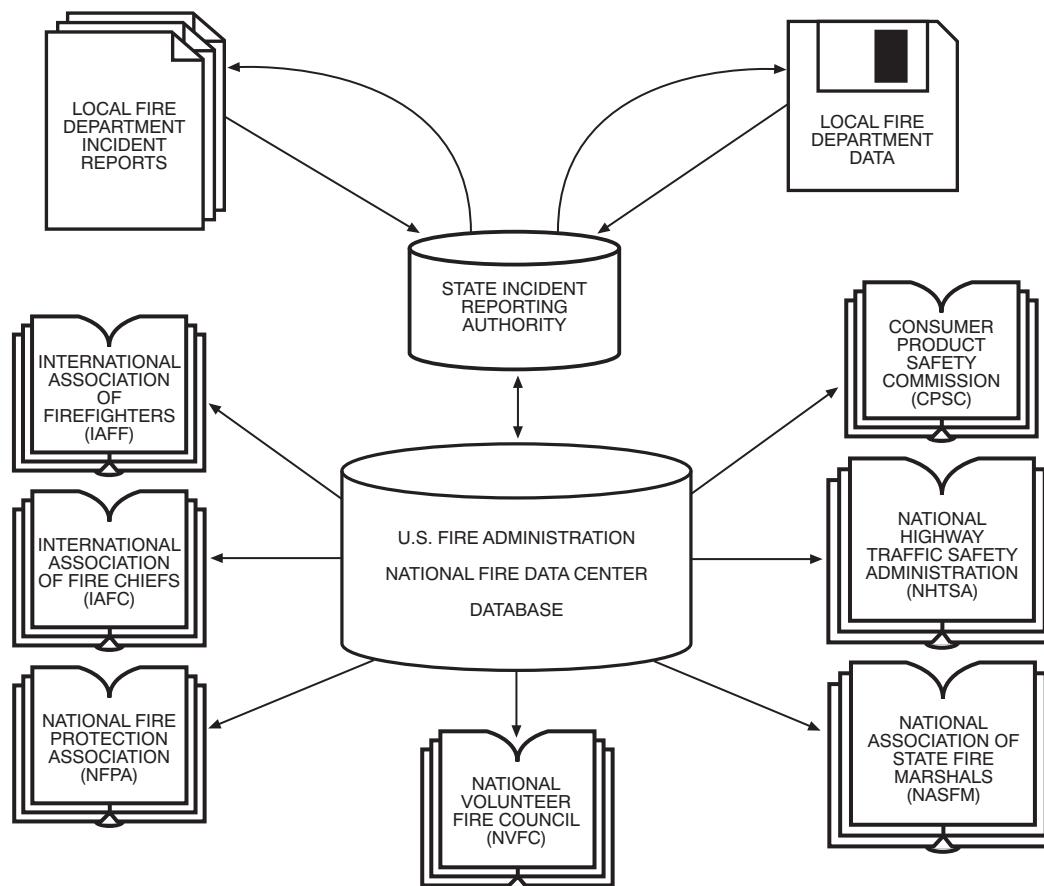 LOCAL FIRE
DEPARTMENT
INCIDENT
REPORTS
LOCAL FIRE
DEPARTMENT
DATA
STATE INCIDENT
REPORTING
AUTHORITY
INTERNATIONAL
ASSOCIATION
OF
FIREFIGHTERS
(IAFF)
CONSUMER
PRODUCT
SAFETY
COMMISSION
(CPSC)
INTERNATIONAL
ASSOCIATION
OF FIRE CHIEFS
(IAFC)
U.S. FIRE ADMINISTRATION
NATIONAL FIRE DATA CENTER
DATABASE
NATIONAL
HIGHWAY
TRAFFIC SAFETY
ADMINISTRATION
(NHTSA)
NATIONAL FIRE
PROTECTION
ASSOCIATION
(NFPA)
NATIONAL
VOLUNTEER
FIRE COUNCIL
(NVFC)
NATIONAL
ASSOCIATION OF
STATE FIRE
MARSHALS
(NASFM)